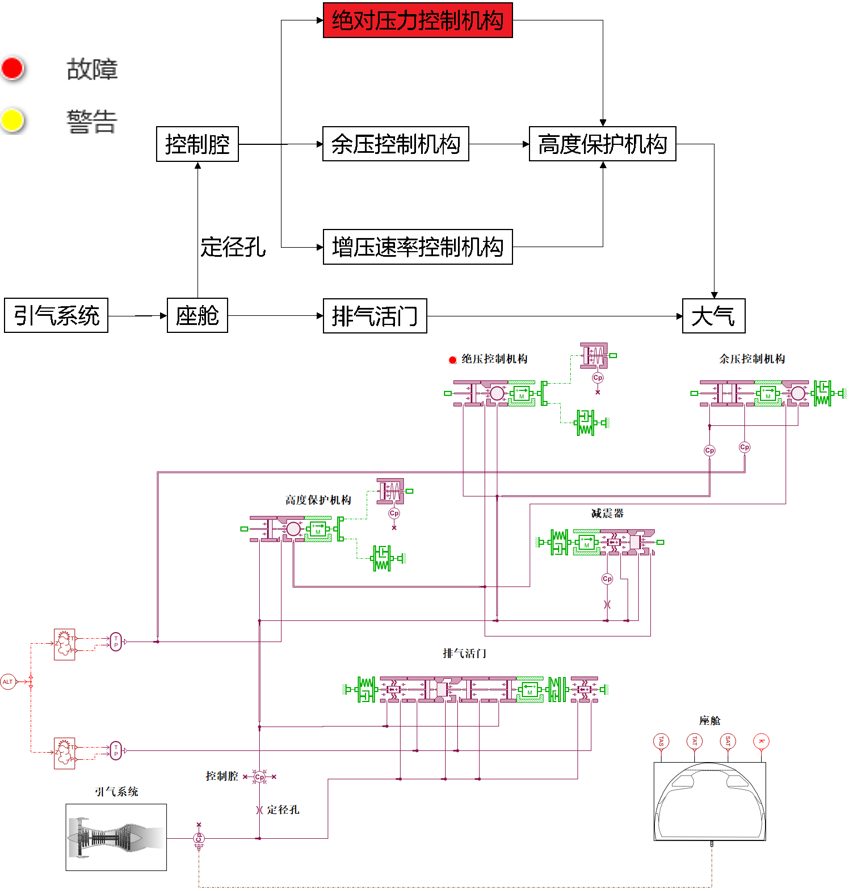 绝对压力控制机构
故障
警告
控制腔
余压控制机构
高度保护机构
定径孔
增压速率控制机构
引气系统
座舱
排气活门
大气
绝压控制机构
余压控制机构
Cp
M
M
Cp
Cp
高度保护机构
减震器
Cp
M
M
Cp
T
P
T
P
排气活门
ALT
M
座舱
T
P
T
P
TAS
TAT
SAT
控制腔
Cp
引气系统
定径孔
Cp